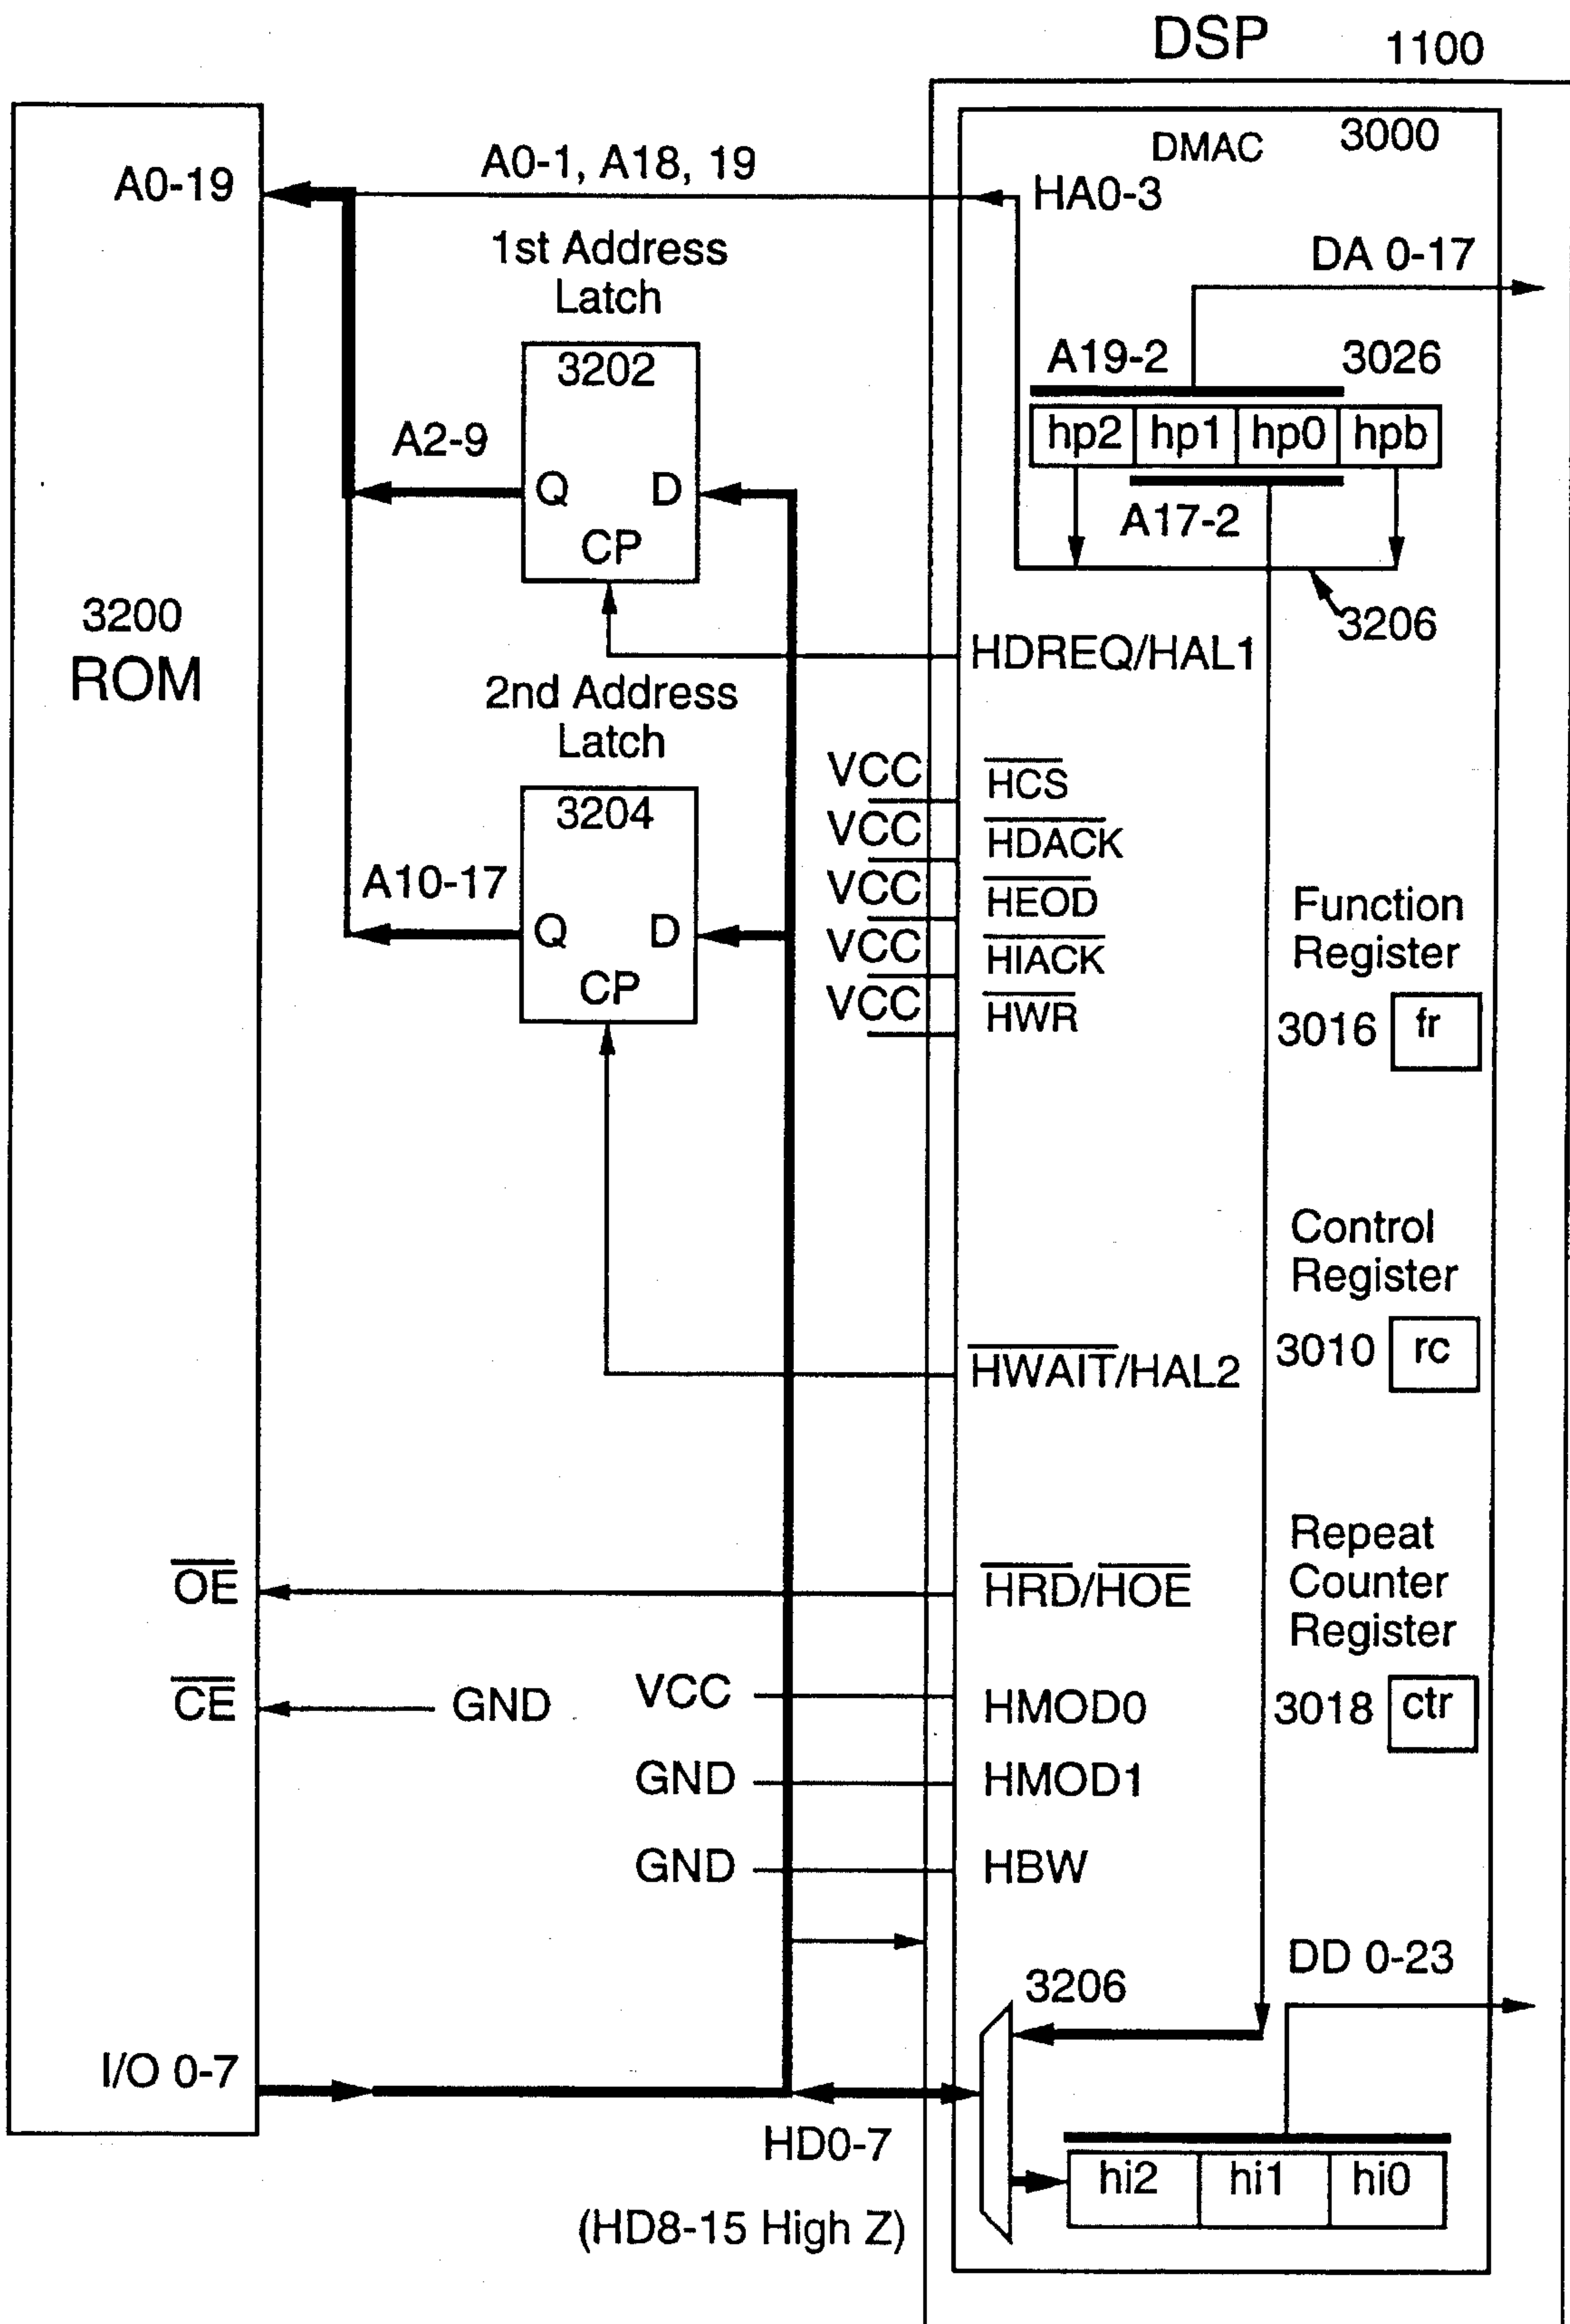 DSP 1100
DMAC 3000
A0-19
A0-1, A18, 19
HA0-3
1st Address
Latch
DA 0-17
3202
A19-2
3026
A2-9
hp2 hp1 hp0 hpb
Q D
A17-2
CP
3200
ROM
3206
HDREQ/HAL1
2nd Address
Latch
VCC
HCS
3204
VCC
HDACK
A10-17
VCC
HEOD
Function
Register
Q D
VCC
HIACK
CP
VCC
HWR
3016 fr
Control
Register
HWAIT/HAL2
3010 rc
OE
HRD/HOE
Repeat
Counter
Register
CE
GND
VCC
HMOD0
3018 ctr
GND
HMOD1
GND
HBW
DD 0-23
3206
I/O 0-7
HD0-7
hi2 hi1 hi0
(HD8-15 High Z)